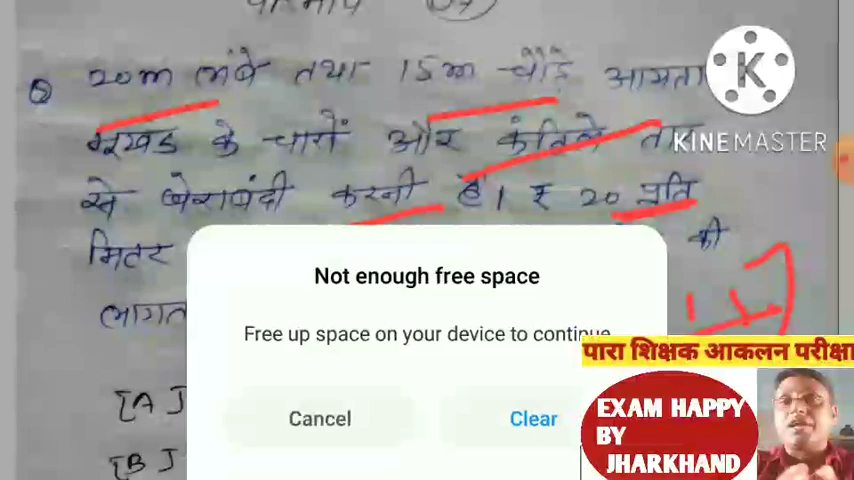 Q 20m लंबे तथा 15m चौड़े आयता
भूखंड के चारों ओर कंतिले तार
से घेराबंदी करनी है। ₹ 20 प्रति
मिटर की
लागत
[A]
[B]
K
KINEMASTER
Not enough free space
Free up space on your device to continue
Cancel
Clear
पारा शिक्षक आकलन परीक्षा
EXAM HAPPY
BY
JHARKHAND